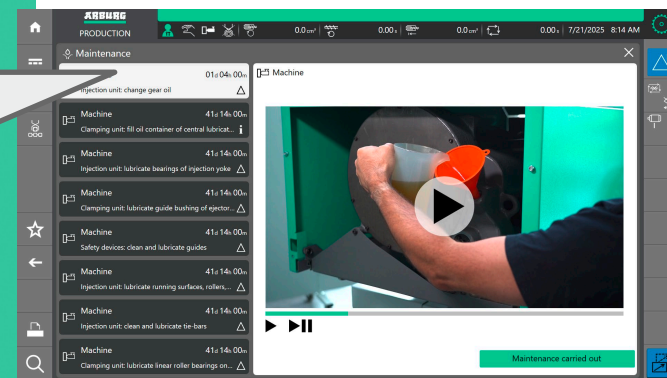 ARBURG
PRODUCTION
0.0 cm³
0.00 s
0.0 cm³
0.00 s
7/21/2025
8:14 AM
Maintenance
01d 04h 00m
Injection unit: change gear oil
Machine 41d 14h 00m
Clamping unit: fill oil container of central lubricat...
Machine 41d 14h 00m
Injection unit: lubricate bearings of injection yoke
Machine 41d 14h 00m
Clamping unit: lubricate guide bushing of ejector...
Machine 41d 14h 00m
Safety devices: clean and lubricate guides
Machine 41d 14h 00m
Injection unit: lubricate running surfaces, rollers,...
Machine 41d 14h 00m
Injection unit: clean and lubricate tie-bars
Machine 41d 14h 00m
Clamping unit: lubricate linear roller bearings on...
Machine
Maintenance carried out